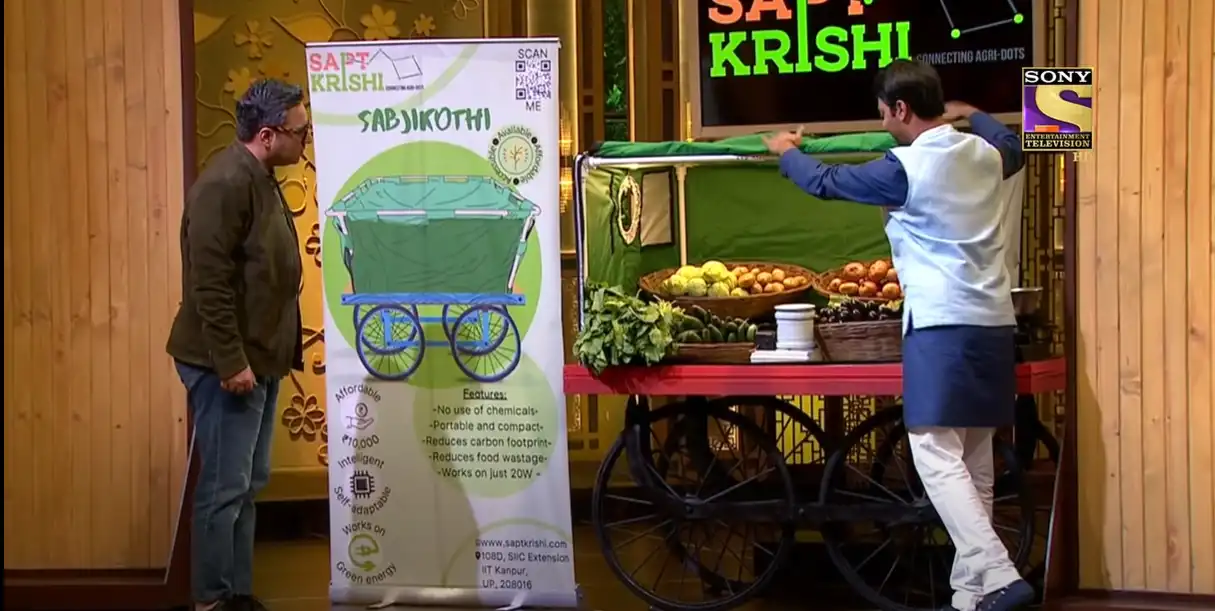 SAPT
KRISHI
CONNECTING AGRI-DOTS
SONY
ENTERTAINMENT
TELEVISION
HD
SAPT
KRISHI
CONNECTING AGRI-DOTS
SCAN
ME
SABJIKOTHI
Available
Affordable
Affordable
₹10,000
Intelligent
Self-adaptable
Works on
Green energy
Features:
-No use of chemicals-
-Portable and compact-
-Reduces carbon footprint-
-Reduces food wastage-
-Works on just 20W -
www.saptkrishi.com
108D, SIIC Extension
IIT Kanpur,
UP, 208016